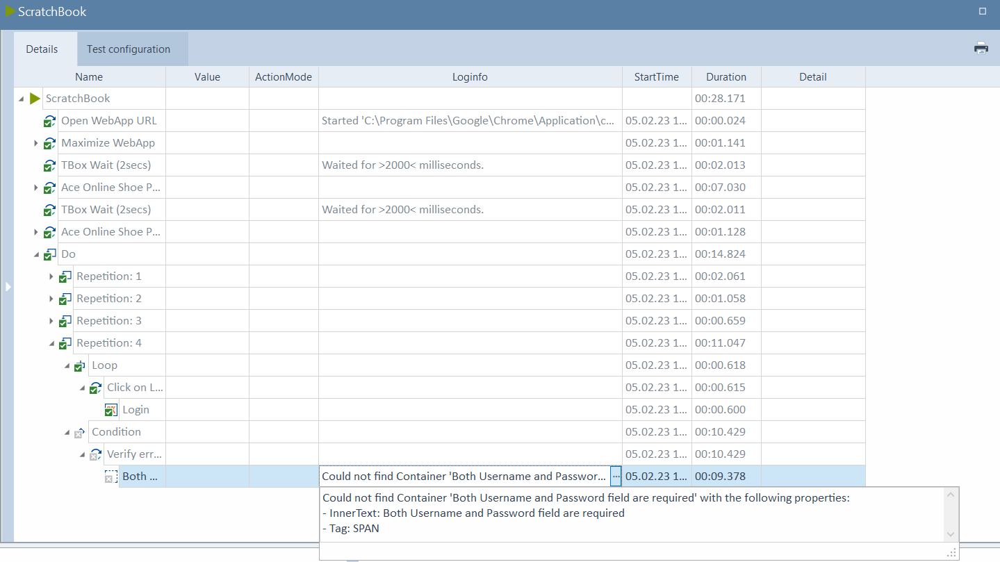 ScratchBook
Details Test configuration
Name Value ActionMode Loginfo StartTime Duration Detail
ScratchBook 00:28.171
Open WebApp URL Started 'C:\Program Files\Google\Chrome\Application\c... 05.02.23 1... 00:00.024
Maximize WebApp 05.02.23 1... 00:01.141
TBox Wait (2secs) Waited for >2000< milliseconds. 05.02.23 1... 00:02.013
Ace Online Shoe P... 05.02.23 1... 00:07.030
TBox Wait (2secs) Waited for >2000< milliseconds. 05.02.23 1... 00:02.011
Ace Online Shoe P... 05.02.23 1... 00:01.128
Do 05.02.23 1... 00:14.824
Repetition: 1 05.02.23 1... 00:02.061
Repetition: 2 05.02.23 1... 00:01.058
Repetition: 3 05.02.23 1... 00:00.659
Repetition: 4 05.02.23 1... 00:11.047
Loop 05.02.23 1... 00:00.618
Click on L... 05.02.23 1... 00:00.615
Login 05.02.23 1... 00:00.600
Condition 05.02.23 1... 00:10.429
Verify err... 05.02.23 1... 00:10.429
Both ... Could not find Container 'Both Username and Passwor... ... 05.02.23 1... 00:09.378
Could not find Container 'Both Username and Password field are required' with the following properties:
- InnerText: Both Username and Password field are required
- Tag: SPAN